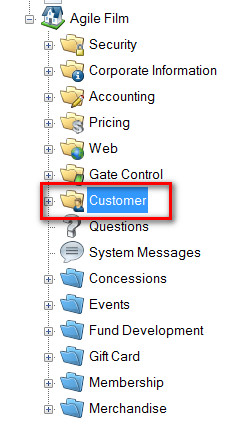 Agile Film
Security
Corporate Information
Accounting
Pricing
Web
Gate Control
Customer
Questions
System Messages
Concessions
Events
Fund Development
Gift Card
Membership
Merchandise